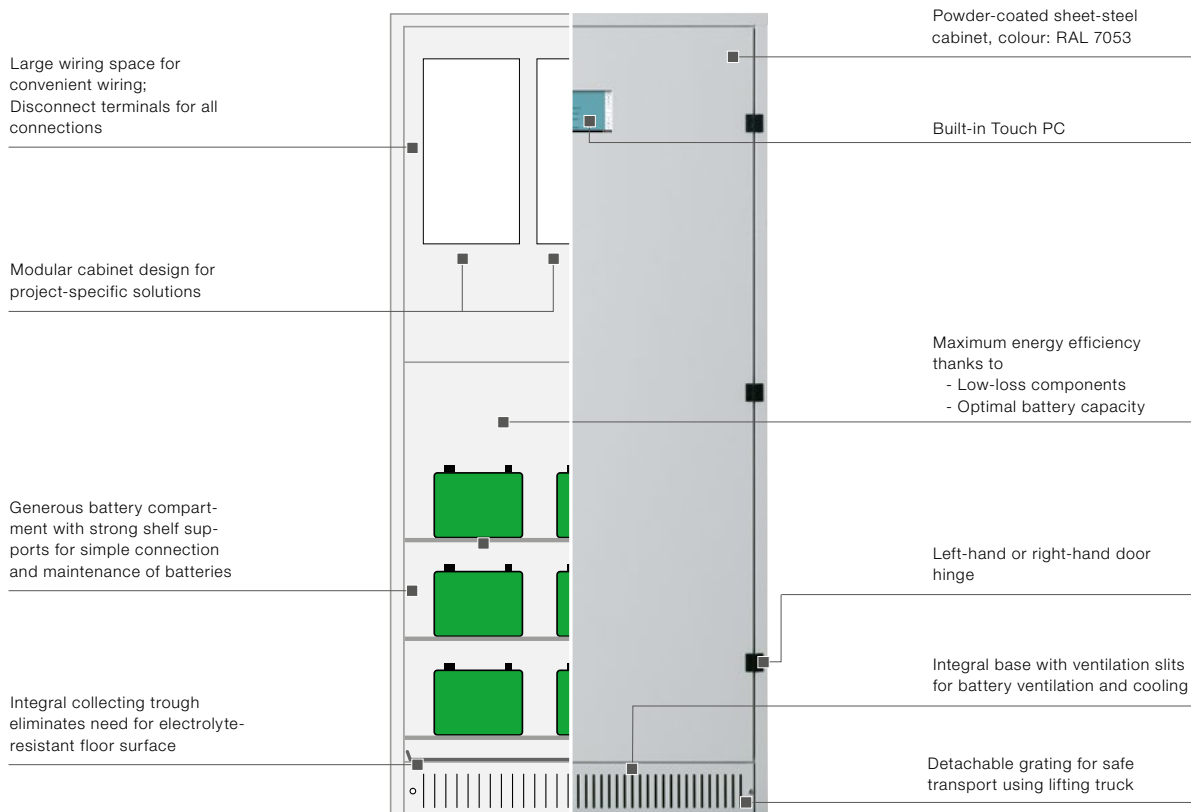 Large wiring space for
convenient wiring;
Disconnect terminals for all
connections
Modular cabinet design for
project-specific solutions
Generous battery compart-
ment with strong shelf sup-
ports for simple connection
and maintenance of batteries
Integral collecting trough
eliminates need for electrolyte-
resistant floor surface
Powder-coated sheet-steel
cabinet, colour: RAL 7053
Built-in Touch PC
Maximum energy efficiency
thanks to
- Low-loss components
- Optimal battery capacity
Left-hand or right-hand door
hinge
Integral base with ventilation slits
for battery ventilation and cooling
Detachable grating for safe
transport using lifting truck